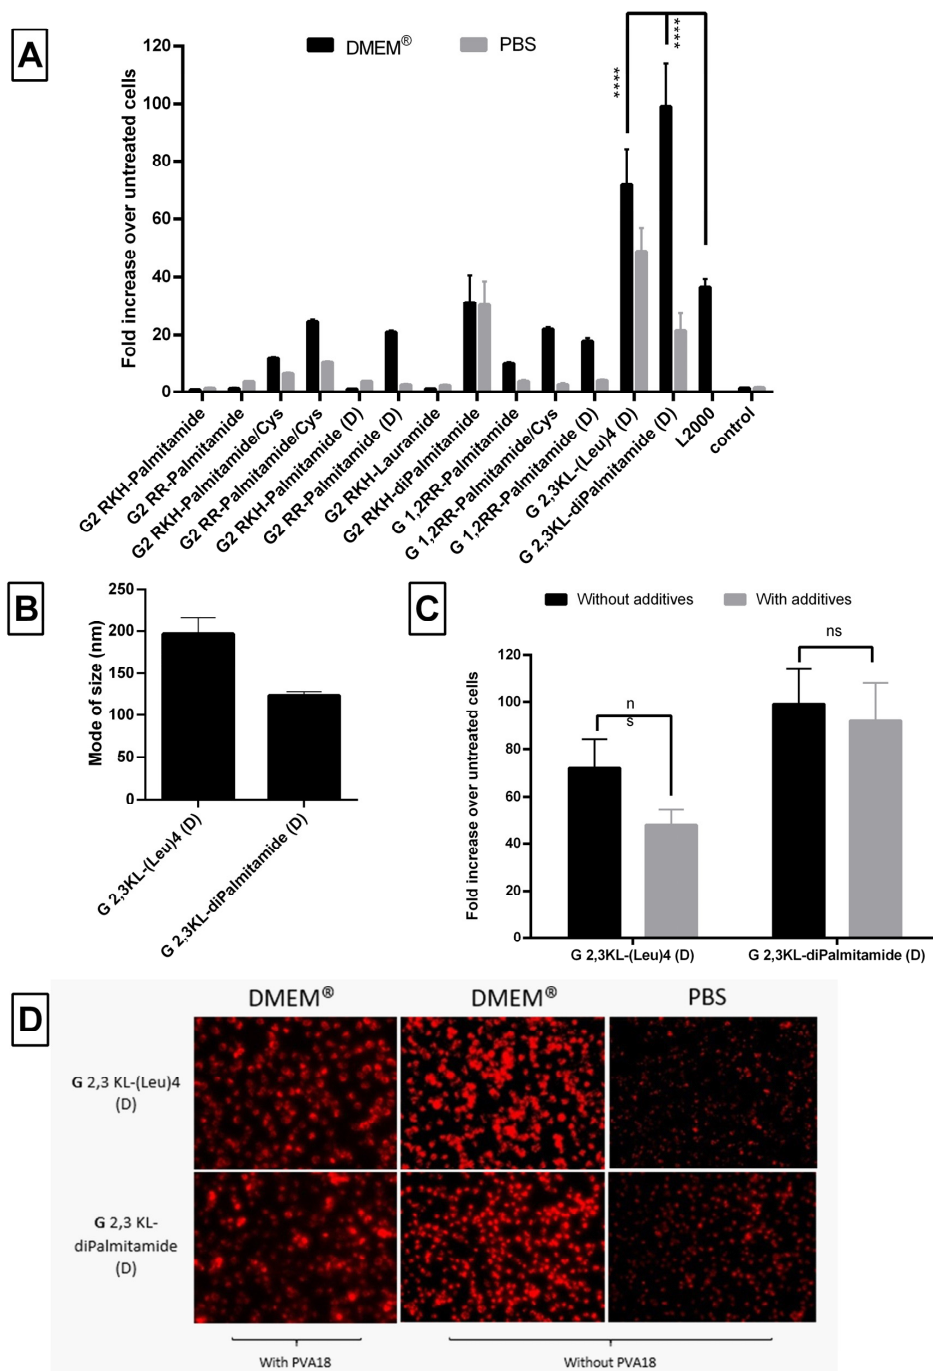 A
DMEM® PBS
****
****
Fold increase over untreated cells
120
100
80
60
40
20
0
G2 RKH-Palmitamide
G2 RR-Palmitamide
G2 RKH-Palmitamide/Cys
G2 RR-Palmitamide/Cys
G2 RKH-Palmitamide (D)
G2 RR-Palmitamide (D)
G2 RKH-Lauramide
G2 RKH-diPalmitamide
G 1,2RR-Palmitamide
G 1,2RR-Palmitamide/Cys
G 1,2RR-Palmitamide (D)
G 2,3KL-(Leu)4 (D)
G 2,3KL-diPalmitamide (D)
L2000
control
B
Mode of size (nm)
250
200
150
100
50
0
G 2,3KL-(Leu)4 (D)
G 2,3KL-diPalmitamide (D)
C
Without additives With additives
Fold increase over untreated cells
120
100
80
60
40
20
0
n
s
ns
G 2,3KL-(Leu)4 (D) G 2,3KL-diPalmitamide (D)
D
DMEM® DMEM® PBS
G 2,3 KL-(Leu)4
(D)
G 2,3 KL-
diPalmitamide
(D)
With PVA18 Without PVA18